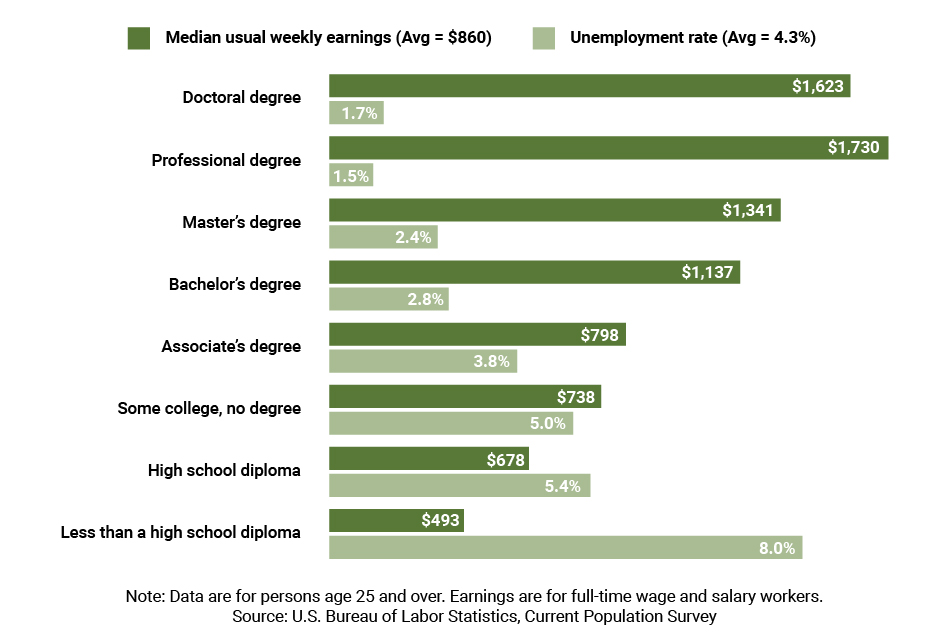 Median usual weekly earnings (Avg = $860) Unemployment rate (Avg = 4.3%)
Doctoral degree $1,623
1.7%
Professional degree $1,730
1.5%
Master’s degree $1,341
2.4%
Bachelor’s degree $1,137
2.8%
Associate’s degree $798
3.8%
Some college, no degree $738
5.0%
High school diploma $678
5.4%
Less than a high school diploma $493
8.0%
Note: Data are for persons age 25 and over. Earnings are for full-time wage and salary workers.
Source: U.S. Bureau of Labor Statistics, Current Population Survey